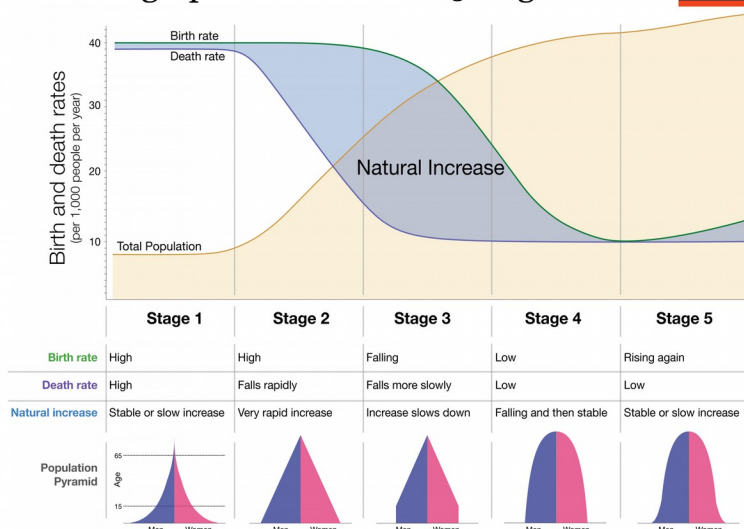 Birth rate
Death rate
40
30
20
10
Birth and death rates
(per 1,000 people per year)
Natural Increase
Total Population
Stage 1 Stage 2 Stage 3 Stage 4 Stage 5
Birth rate High High Falling Low Rising again
Death rate High Falls rapidly Falls more slowly Low Low
Natural increase Stable or slow increase Very rapid increase Increase slows down Falling and then stable Stable or slow increase
Population
Pyramid
65
Age
15